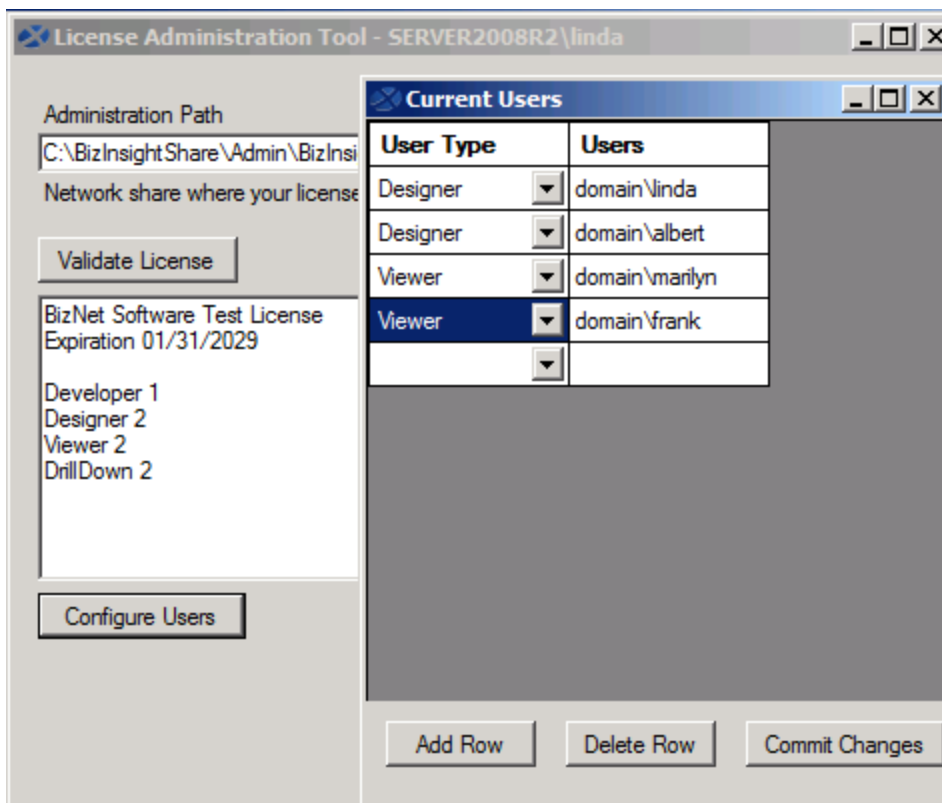 License Administration Tool - SERVER2008R2\linda
Administration Path
C:\BizInsightShare\Admin\BizInsi
Network share where your license
Validate License
BizNet Software Test License
Expiration 01/31/2029
Developer 1
Designer 2
Viewer 2
DrillDown 2
Configure Users
Current Users
User Type Users
Designer domain\linda
Designer domain\albert
Viewer domain\marilyn
Viewer domain\frank
Add Row Delete Row Commit Changes